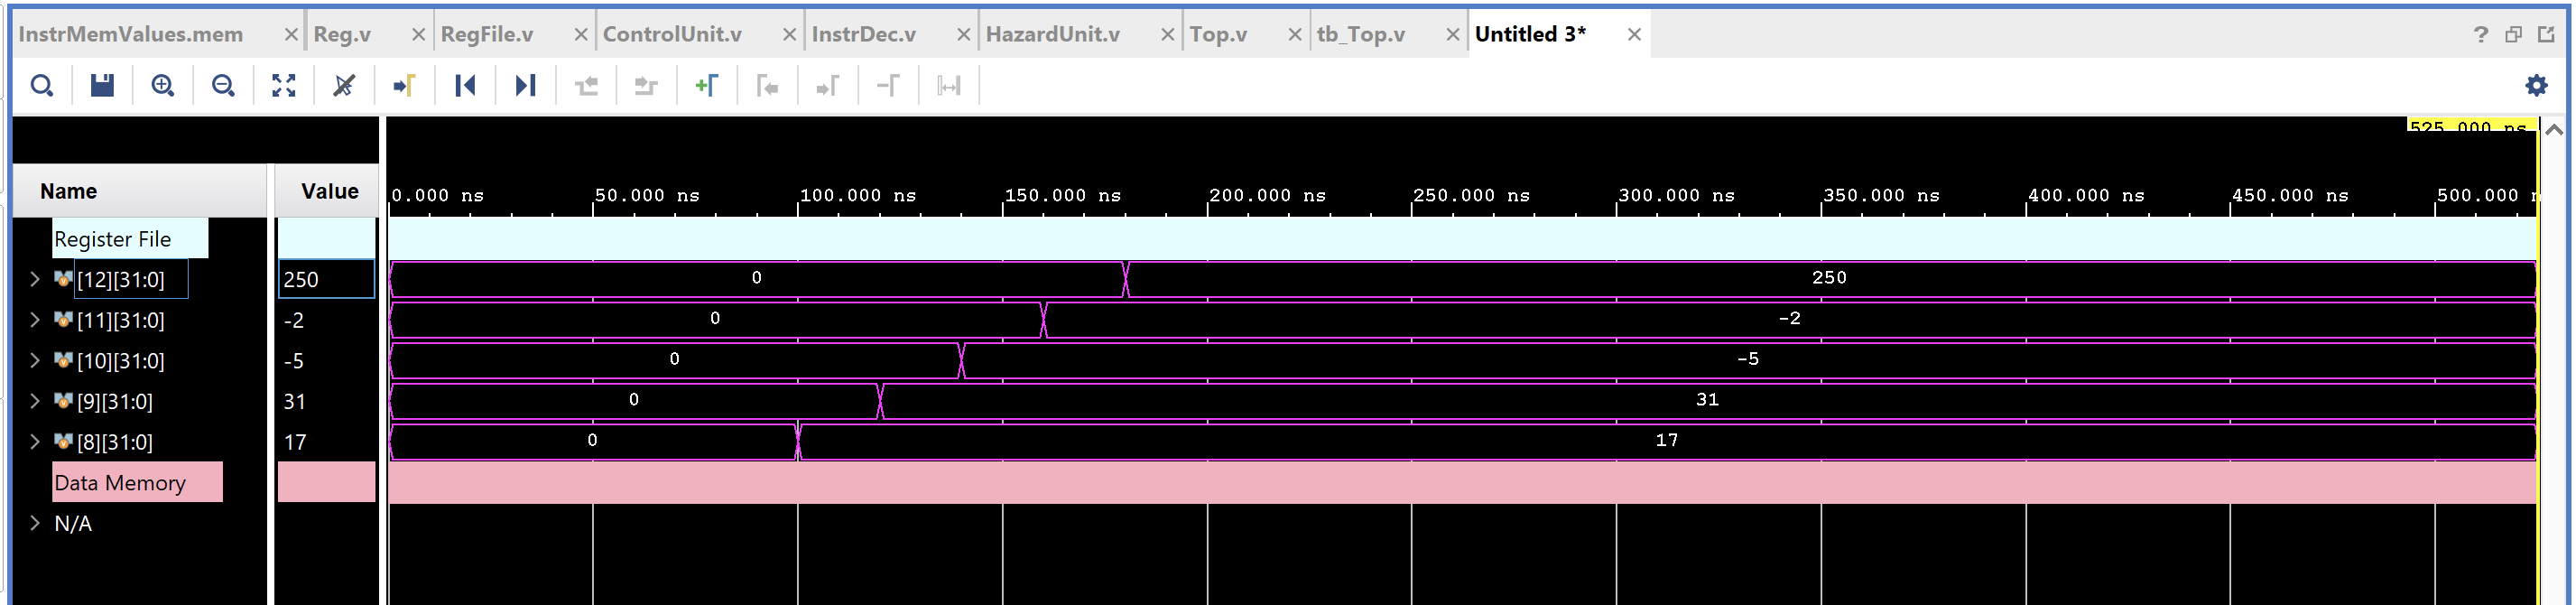 InstrMemValues.mem Reg.v RegFile.v ControlUnit.v InstrDec.v HazardUnit.v Top.v tb_Top.v Untitled 3*
525.000 ns
Name Value 0.000 ns 50.000 ns 100.000 ns 150.000 ns 200.000 ns 250.000 ns 300.000 ns 350.000 ns 400.000 ns 450.000 ns 500.000
Register File
[12][31:0] 250 0 250
[11][31:0] -2 0 -2
[10][31:0] -5 0 -5
[9][31:0] 31 0 31
[8][31:0] 17 0 17
Data Memory
N/A